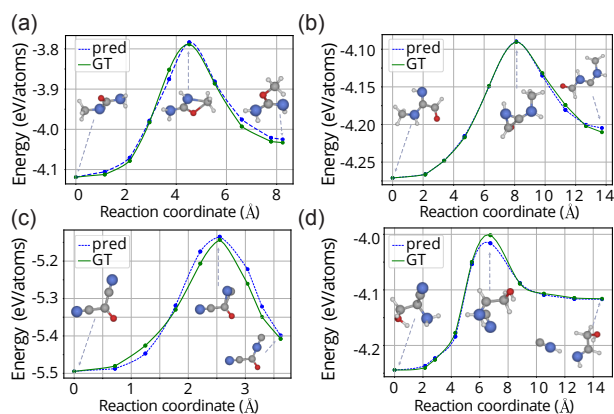 (a)
Energy (eV/atoms)
-3.8
-3.9
-4.0
-4.1
pred
GT
0 2 4 6 8
Reaction coordinate (Å)
(b)
Energy (eV/atoms)
-4.10
-4.15
-4.20
-4.25
pred
GT
0 2 4 6 8 10 12 14
Reaction coordinate (Å)
(c)
Energy (eV/atoms)
-5.2
-5.3
-5.4
-5.5
pred
GT
0 1 2 3
Reaction coordinate (Å)
(d)
Energy (eV/atoms)
-4.0
-4.1
-4.2
pred
GT
0 2 4 6 8 10 12 14
Reaction coordinate (Å)